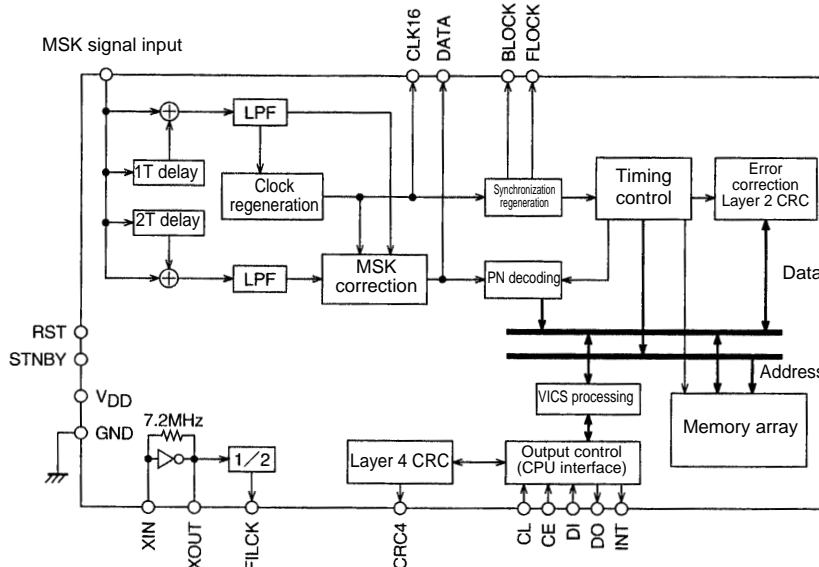 MSK signal input
CLK16
DATA
BLOCK
FLOCK
LPF
1T delay
Clock
regeneration
Synchronization
regeneration
Timing
control
Error
correction
Layer 2 CRC
2T delay
LPF
MSK
correction
PN decoding
Data
RST
STNBY
VDD
GND
Address
7.2MHz
1/2
VICS processing
Memory array
Layer 4 CRC
Output control
(CPU interface)
XIN
XOUT
FILCK
CRC4
CL
CE
DI
DO
INT